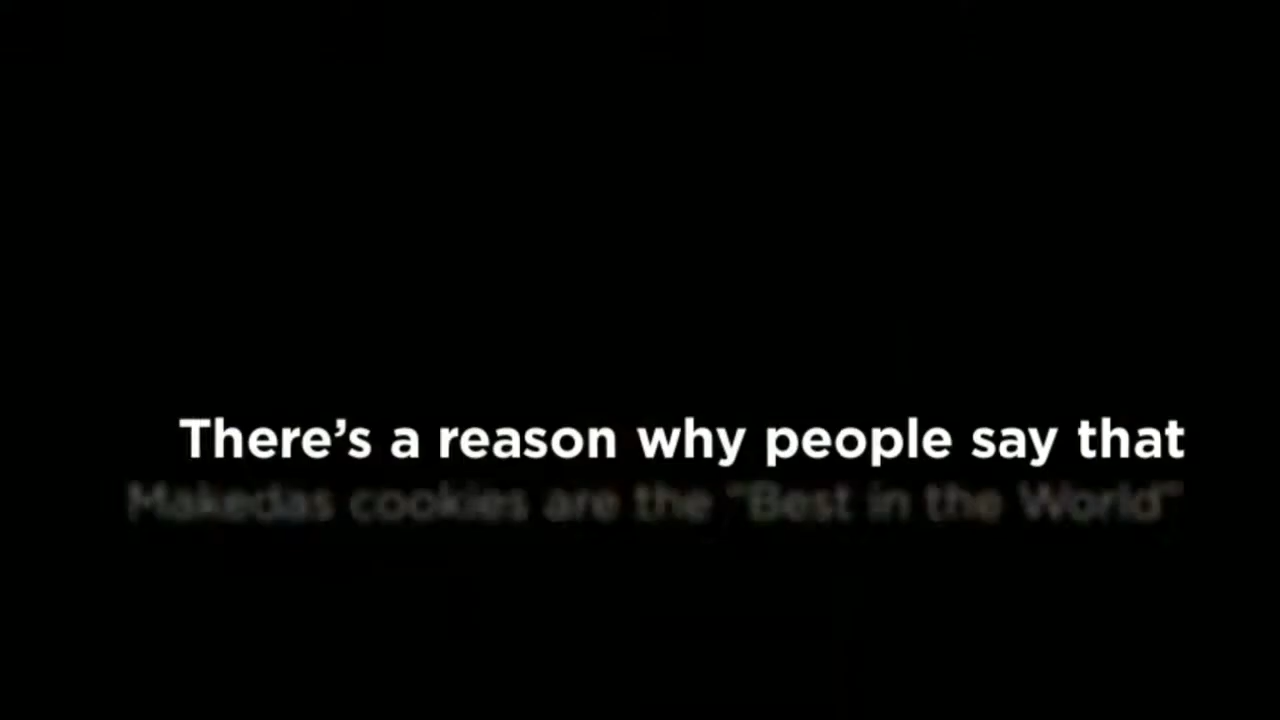 There’s a reason why people say that
Makedas cookies are the "Best in the World"